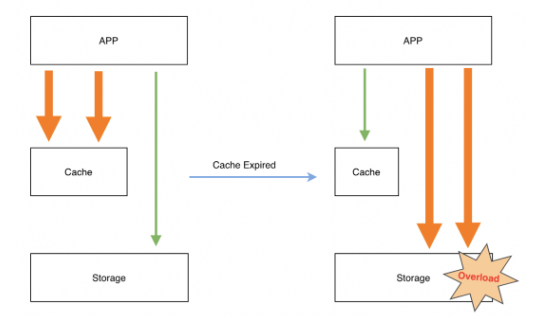 APP
APP
Cache
Cache Expired
Cache
Storage
Storage
Overload